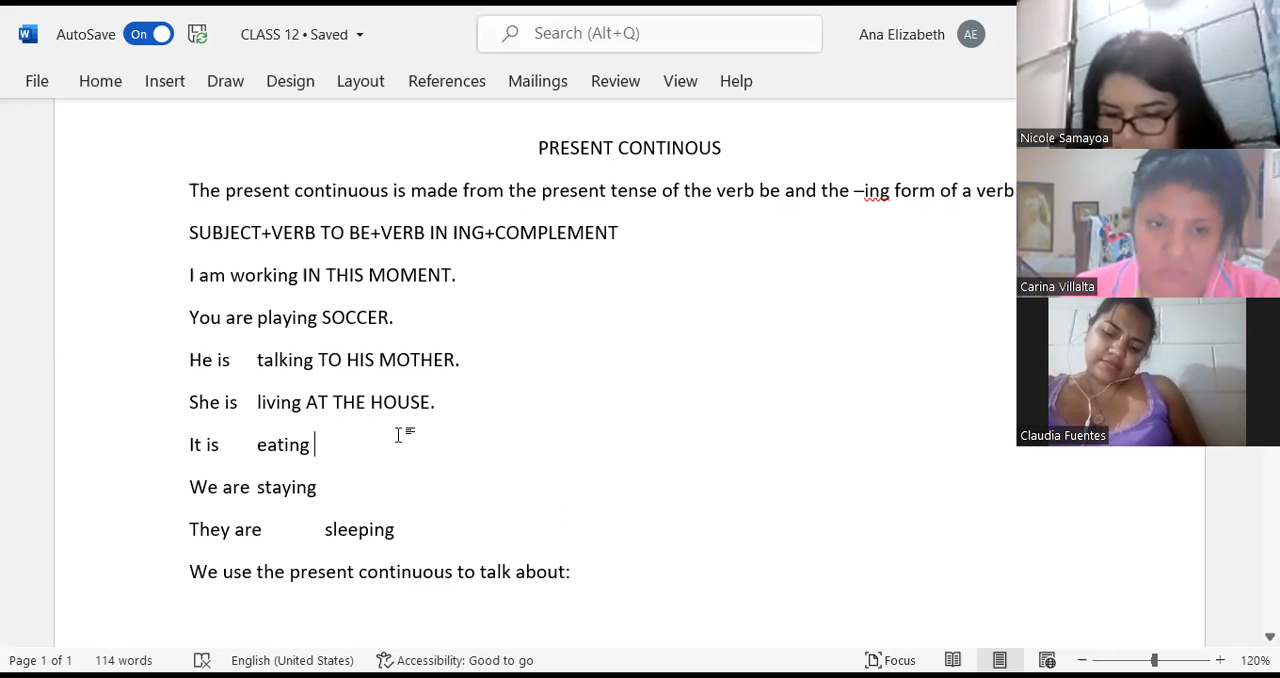 AutoSave On CLASS 12 • Saved Search (Alt+Q) Ana Elizabeth AE
File Home Insert Draw Design Layout References Mailings Review View Help
PRESENT CONTINOUS
The present continuous is made from the present tense of the verb be and the –ing form of a verb
SUBJECT+VERB TO BE+VERB IN ING+COMPLEMENT
I am working IN THIS MOMENT.
You are playing SOCCER.
He is talking TO HIS MOTHER.
She is living AT THE HOUSE.
It is eating
We are staying
They are sleeping
We use the present continuous to talk about:
Nicole Samayoa
Carina Villalta
Claudia Fuentes
Page 1 of 1 114 words English (United States) Accessibility: Good to go Focus 120%